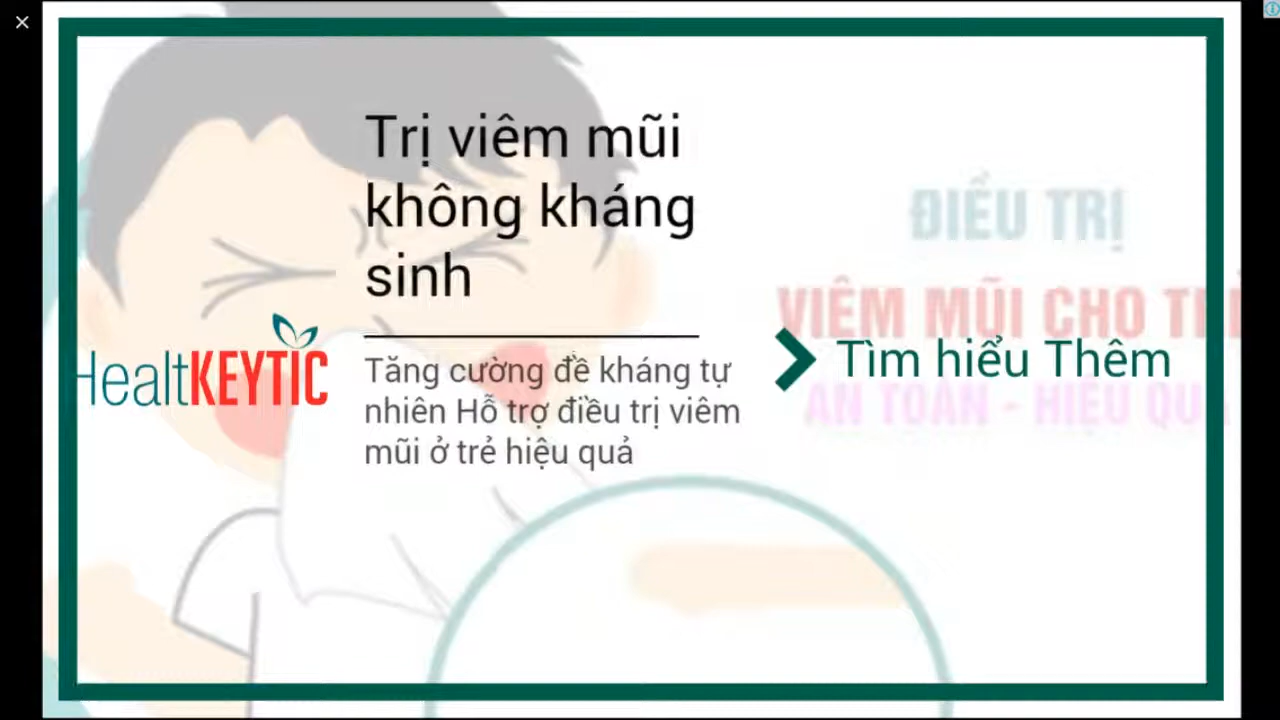 Trị viêm mũi
không kháng
sinh
HealtKEYTIC
Tăng cường đề kháng tự
nhiên Hỗ trợ điều trị viêm
mũi ở trẻ hiệu quả
Tìm hiểu Thêm
ĐIỀU TRỊ
VIÊM MŨI CHO
AN TOÀN - HIỆU